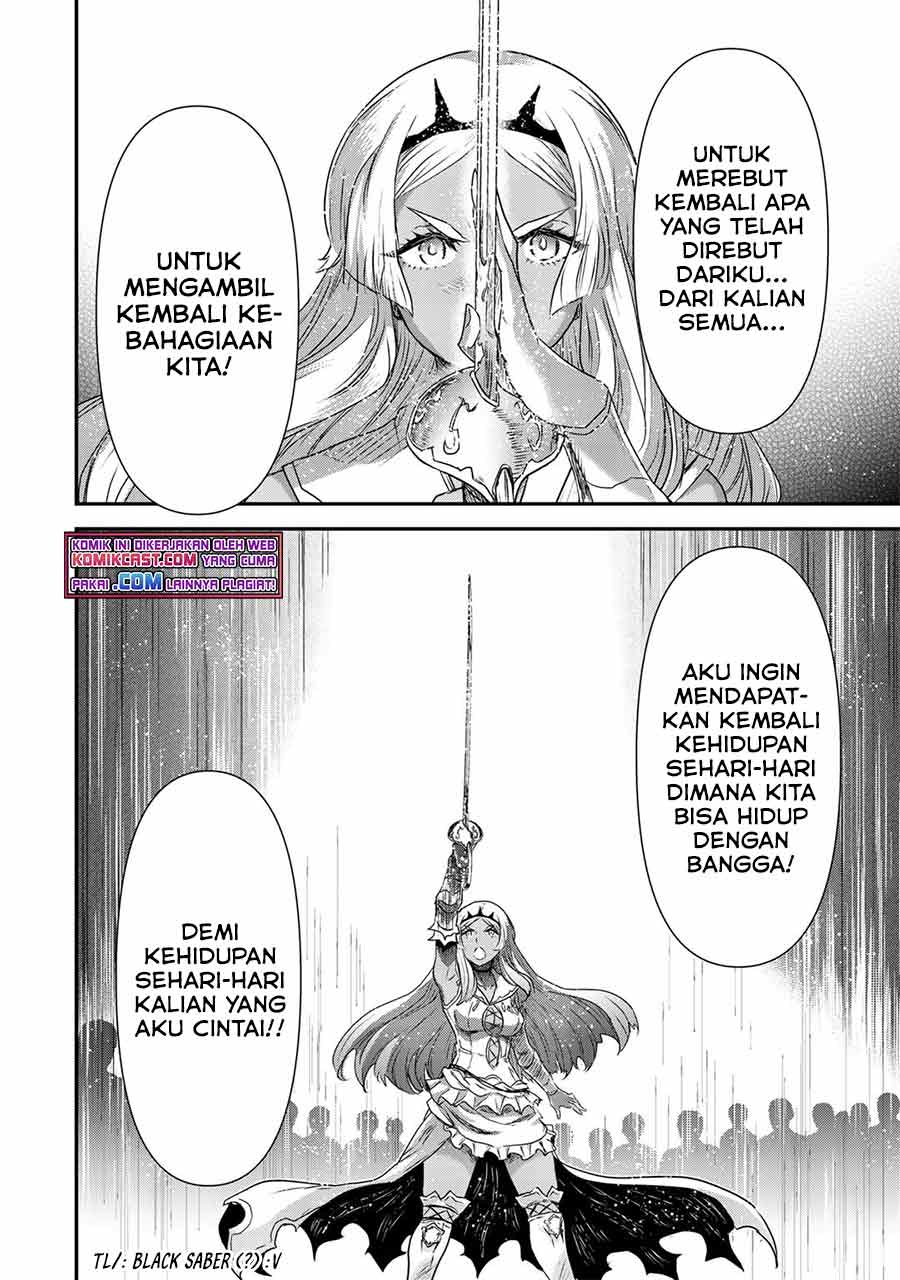 UNTUK
MEREBUT
KEMBALI APA
YANG TELAH
DIREBUT
DARIKU...
DARI KALIAN
SEMUA...
UNTUK
MENGAMBIL
KEMBALI KE-
BAHAGIAAN
KITA!
KOMIK INI DIKERJAKAN OLEH WEB
KOMIKCAST.COM YANG CUMA
PAKAI .COM LAINNYA PLAGIAT!
AKU INGIN
MENDAPAT-
KAN KEMBALI
KEHIDUPAN
SEHARI-HARI
DIMANA KITA
BISA HIDUP
DENGAN
BANGGA!
DEMI
KEHIDUPAN
SEHARI-HARI
KALIAN YANG
AKU CINTAI!!
TL/: BLACK SABER (?) :V